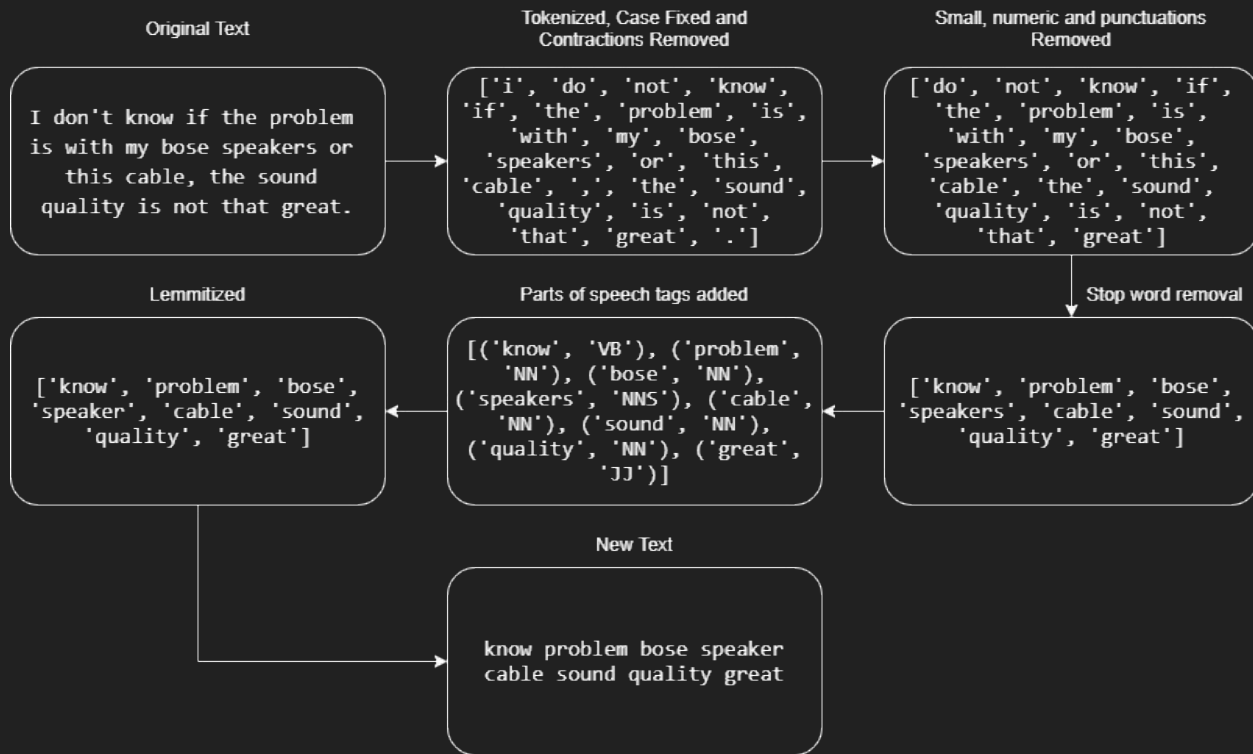 Original Text
I don't know if the problem
is with my bose speakers or
this cable, the sound
quality is not that great.
Tokenized, Case Fixed and
Contractions Removed
['i', 'do', 'not', 'know',
'if', 'the', 'problem', 'is',
'with', 'my', 'bose',
'speakers', 'or', 'this',
'cable', ',', 'the', 'sound',
'quality', 'is', 'not',
'that', 'great', '.']
Small, numeric and punctuations
Removed
['do', 'not', 'know', 'if',
'the', 'problem', 'is',
'with', 'my', 'bose',
'speakers', 'or', 'this',
'cable', 'the', 'sound',
'quality', 'is', 'not',
'that', 'great']
Stop word removal
['know', 'problem', 'bose',
'speakers', 'cable', 'sound',
'quality', 'great']
Parts of speech tags added
[('know', 'VB'), ('problem',
'NN'), ('bose', 'NN'),
('speakers', 'NNS'), ('cable',
'NN'), ('sound', 'NN'),
('quality', 'NN'), ('great',
'JJ')]
Lemmitized
['know', 'problem', 'bose',
'speaker', 'cable', 'sound',
'quality', 'great']
New Text
know problem bose speaker
cable sound quality great